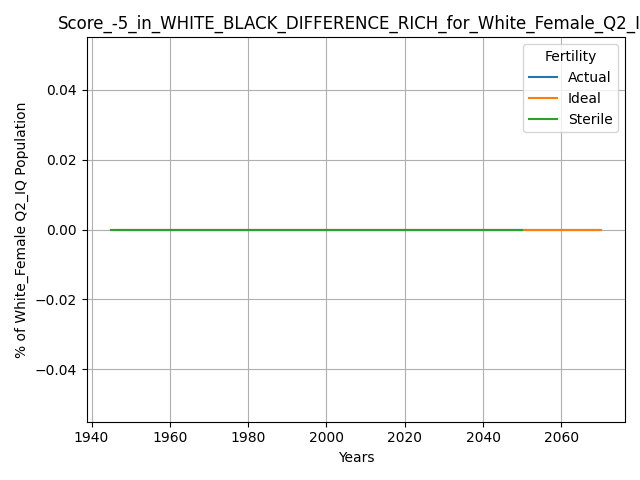 Score_-5_in_WHITE_BLACK_DIFFERENCE_RICH_for_White_Female_Q2_I
Fertility
Actual
Ideal
Sterile
0.04
0.02
0.00
−0.02
−0.04
% of White_Female Q2_IQ Population
1940 1960 1980 2000 2020 2040 2060
Years